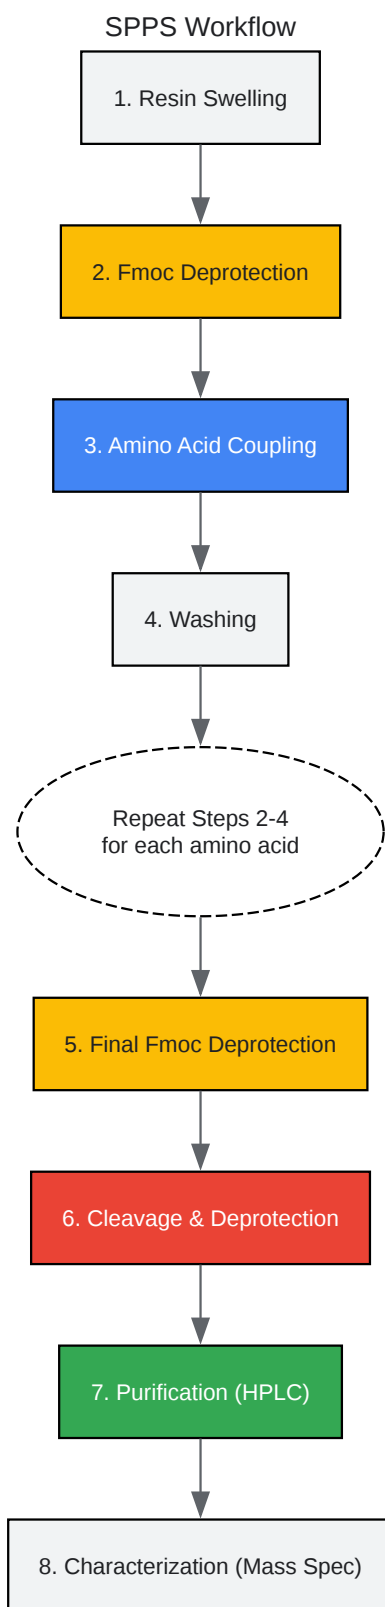 SPPS Workflow
1. Resin Swelling
2. Fmoc Deprotection
3. Amino Acid Coupling
4. Washing
Repeat Steps 2-4
for each amino acid
5. Final Fmoc Deprotection
6. Cleavage & Deprotection
7. Purification (HPLC)
8. Characterization (Mass Spec)